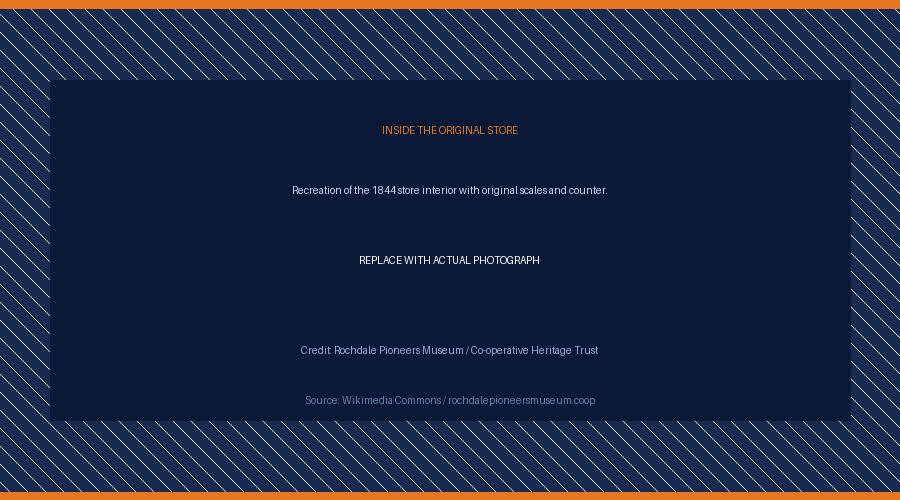 INSIDE THE ORIGINAL STORE
Recreation of the 1844 store interior with original scales and counter.
REPLACE WITH ACTUAL PHOTOGRAPH
Credit: Rochdale Pioneers Museum / Co-operative Heritage Trust
Source: Wikimedia Commons / rochdalepioneersmuseum.coop